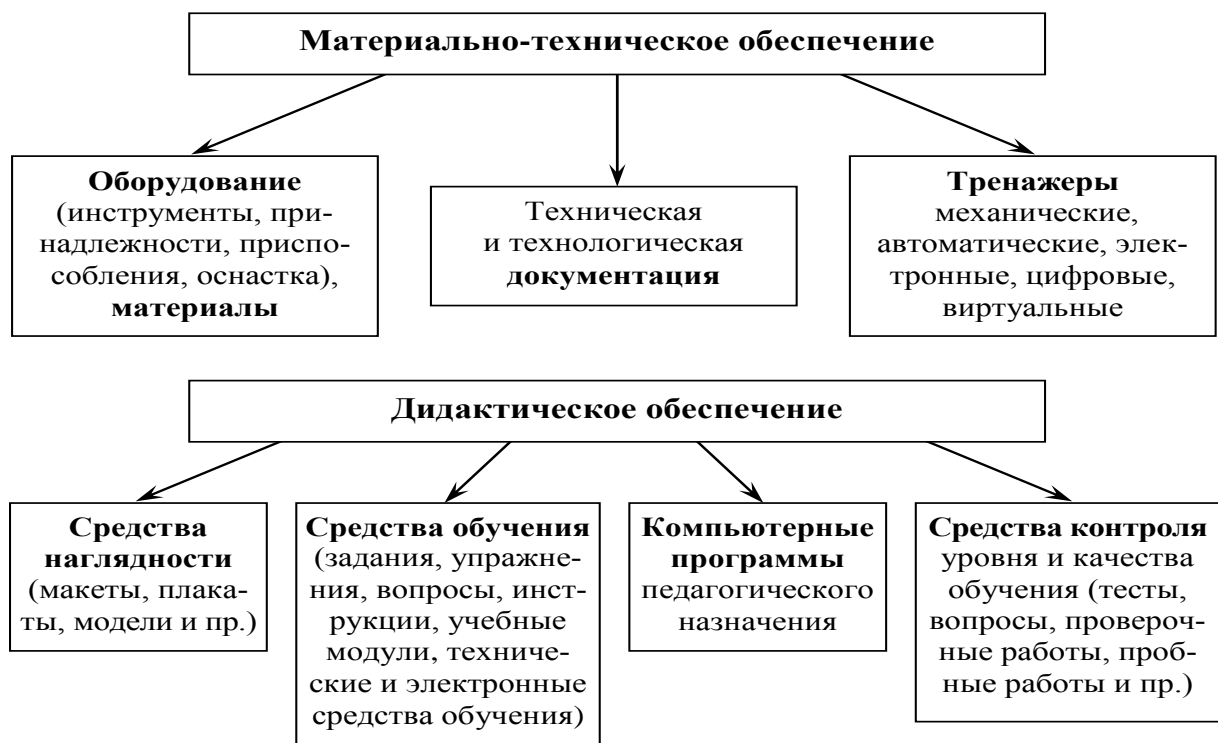 Материально-техническое обеспечение
Оборудование
(инструменты, при-
надлежности, приспо-
собления, оснастка),
материалы
Техническая
и технологическая
документация
Тренажеры
механические,
автоматические, элек-
тронные, цифровые,
виртуальные
Дидактическое обеспечение
Средства
наглядности
(макеты, плака-
ты, модели и пр.)
Средства обучения
(задания, упражне-
ния, вопросы, инст-
рукции, учебные
модули, техниче-
ские и электронные
средства обучения)
Компьютерные
программы
педагогического
назначения
Средства контроля
уровня и качества
обучения (тесты,
вопросы, провероч-
ные работы, проб-
ные работы и пр.)